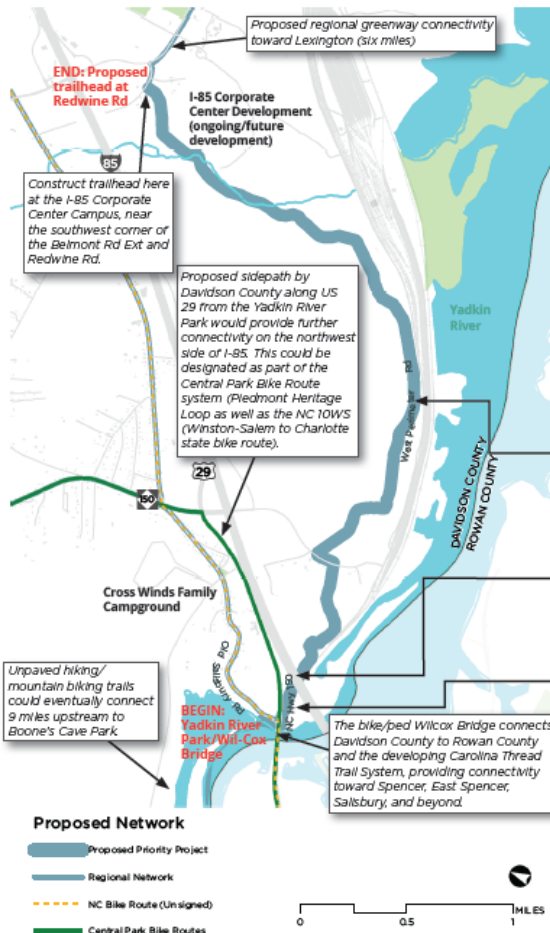 Proposed regional greenway connectivity
toward Lexington (six miles)
END: Proposed
trailhead at
Redwine Rd
I-85 Corporate
Center Development
(ongoing/future
development)
85
Construct trailhead here
at the I-85 Corporate
Center Campus, near
the southwest corner of
the Belmont Rd Ext and
Redwine Rd.
Proposed sidepath by
Davidson County along US
29 from the Yadkin River
Park would provide further
connectivity on the northwest
side of I-85. This could be
designated as part of the
Central Park Bike Route
system (Piedmont Heritage
Loop as well as the NC 10WS
(Winston-Salem to Charlotte
state bike route).
Yadkin
River
West Perimeter Rd
DAVIDSON COUNTY
ROWAN COUNTY
29
150
Cross Winds Family
Campground
Old Salisbury Rd
NC Hwy 150
Unpaved hiking/
mountain biking trails
could eventually connect
9 miles upstream to
Boone's Cave Park.
BEGIN:
Yadkin River
Park/Wil-Cox
Bridge
The bike/ped Wilcox Bridge connects
Davidson County to Rowan County
and the developing Carolina Thread
Trail System, providing connectivity
toward Spencer, East Spencer,
Salisbury, and beyond.
Proposed Network
Proposed Priority Project
Regional Network
NC Bike Route (Unsigned)
Central Park Bike Routes
MILES
0 0.5 1